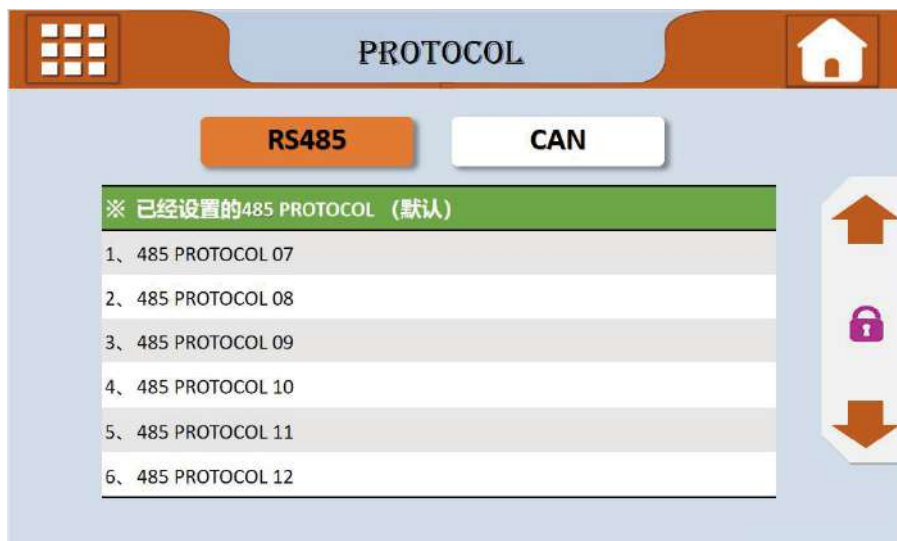 PROTOCOL
RS485
CAN
※ 已经设置的485 PROTOCOL （默认）
1、485 PROTOCOL 07
2、485 PROTOCOL 08
3、485 PROTOCOL 09
4、485 PROTOCOL 10
5、485 PROTOCOL 11
6、485 PROTOCOL 12